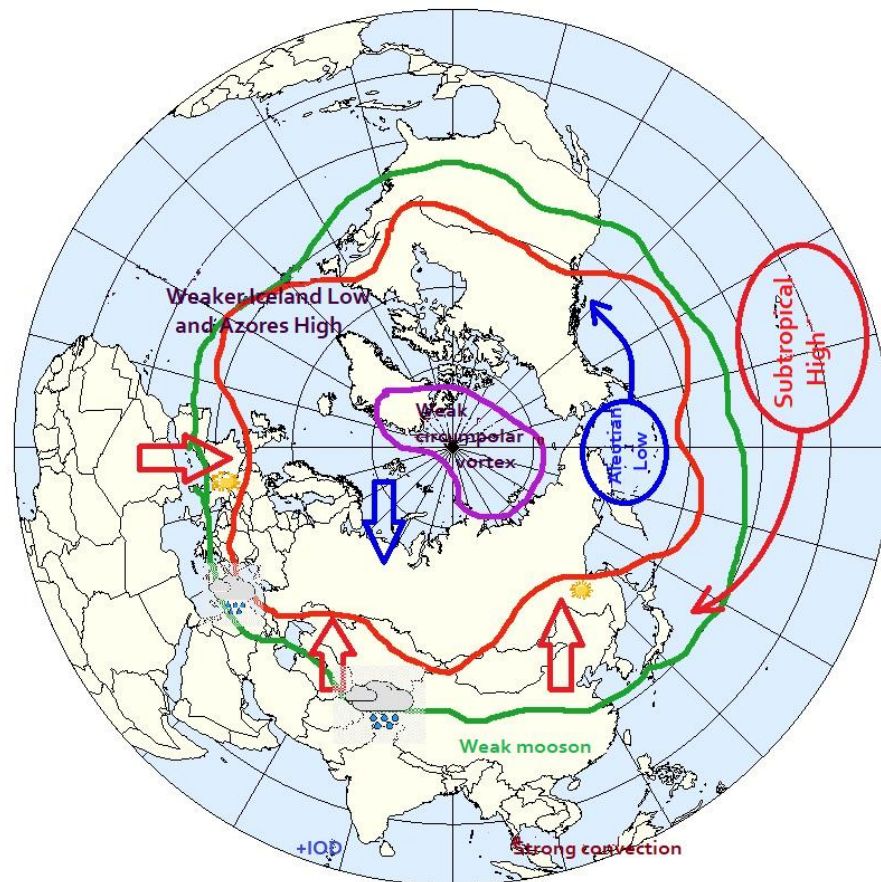 Weaker Iceland Low
and Azores High
Subtropical
High
Weak
circumpolar
vortex
Aleutian
Low
Weak mooson
+IOD
Strong convection